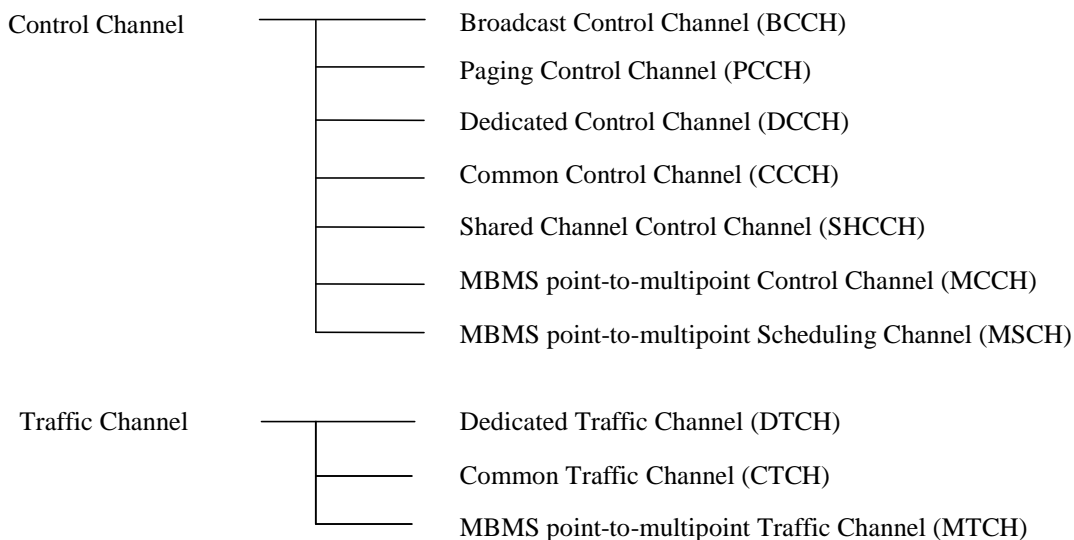 Control Channel
Broadcast Control Channel (BCCH)
Paging Control Channel (PCCH)
Dedicated Control Channel (DCCH)
Common Control Channel (CCCH)
Shared Channel Control Channel (SHCCH)
MBMS point-to-multipoint Control Channel (MCCH)
MBMS point-to-multipoint Scheduling Channel (MSCH)
Traffic Channel
Dedicated Traffic Channel (DTCH)
Common Traffic Channel (CTCH)
MBMS point-to-multipoint Traffic Channel (MTCH)